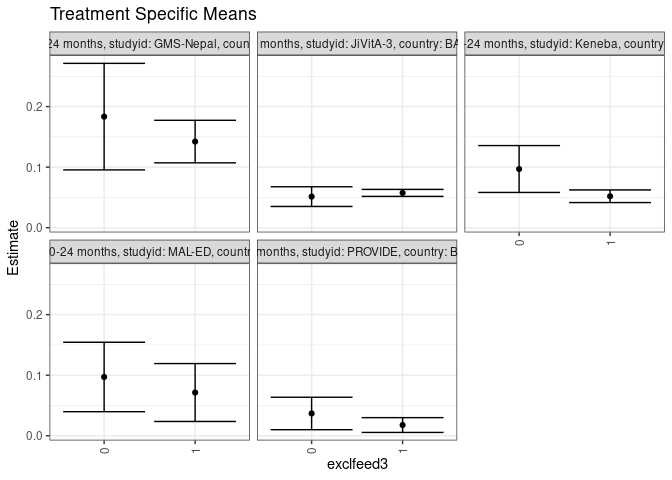 Treatment Specific Means
24 months, studyid: GMS-Nepal, coun
months, studyid: JiVitA-3, country: BA
-24 months, studyid: Keneba, country
0.2
0.1
0.0
0
1
0-24 months, studyid: MAL-ED, countr
months, studyid: PROVIDE, country: B
0.2
0.1
0.0
0
1
0
1
Estimate
exclfeed3